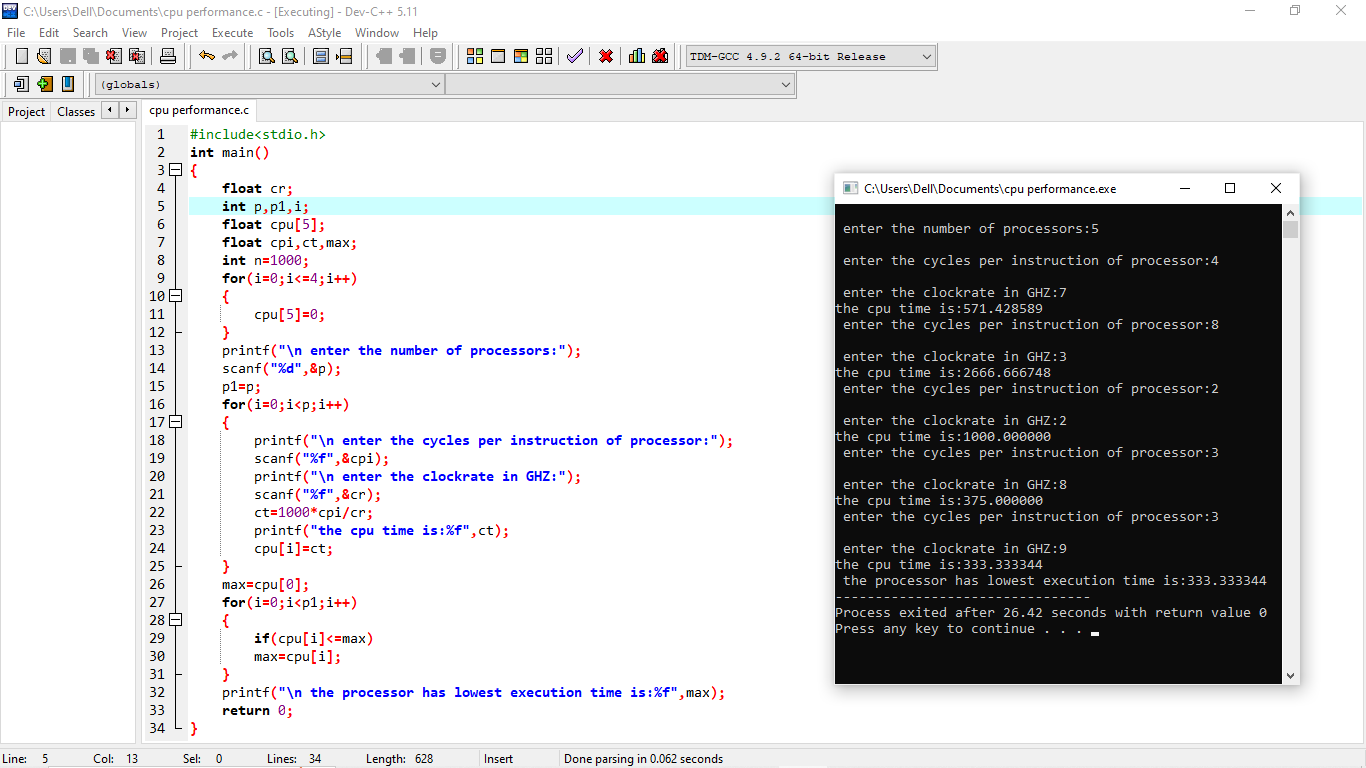 C:\Users\Dell\Documents\cpu performance.c - [Executing] - Dev-C++ 5.11
File Edit Search View Project Execute Tools AStyle Window Help
TDM-GCC 4.9.2 64-bit Release
(globals)
Project Classes cpu performance.c
1 #include<stdio.h>
2 int main()
3 {
4 float cr;
5 int p,p1,i;
6 float cpu[5];
7 float cpi,ct,max;
8 int n=1000;
9 for(i=0;i<=4;i++)
10 {
11 cpu[5]=0;
12 }
13 printf("\n enter the number of processors:");
14 scanf("%d",&p);
15 p1=p;
16 for(i=0;i<p;i++)
17 {
18 printf("\n enter the cycles per instruction of processor:");
19 scanf("%f",&cpi);
20 printf("\n enter the clockrate in GHZ:");
21 scanf("%f",&cr);
22 ct=1000*cpi/cr;
23 printf("the cpu time is:%f",ct);
24 cpu[i]=ct;
25 }
26 max=cpu[0];
27 for(i=0;i<p1;i++)
28 {
29 if(cpu[i]<=max)
30 max=cpu[i];
31 }
32 printf("\n the processor has lowest execution time is:%f",max);
33 return 0;
34 }
C:\Users\Dell\Documents\cpu performance.exe
enter the number of processors:5
enter the cycles per instruction of processor:4
enter the clockrate in GHZ:7
the cpu time is:571.428589
enter the cycles per instruction of processor:8
enter the clockrate in GHZ:3
the cpu time is:2666.666748
enter the cycles per instruction of processor:2
enter the clockrate in GHZ:2
the cpu time is:1000.000000
enter the cycles per instruction of processor:3
enter the clockrate in GHZ:8
the cpu time is:375.000000
enter the cycles per instruction of processor:3
enter the clockrate in GHZ:9
the cpu time is:333.333344
the processor has lowest execution time is:333.333344
--------------------------------
Process exited after 26.42 seconds with return value 0
Press any key to continue . . .
Line: 5 Col: 13 Sel: 0 Lines: 34 Length: 628 Insert Done parsing in 0.062 seconds